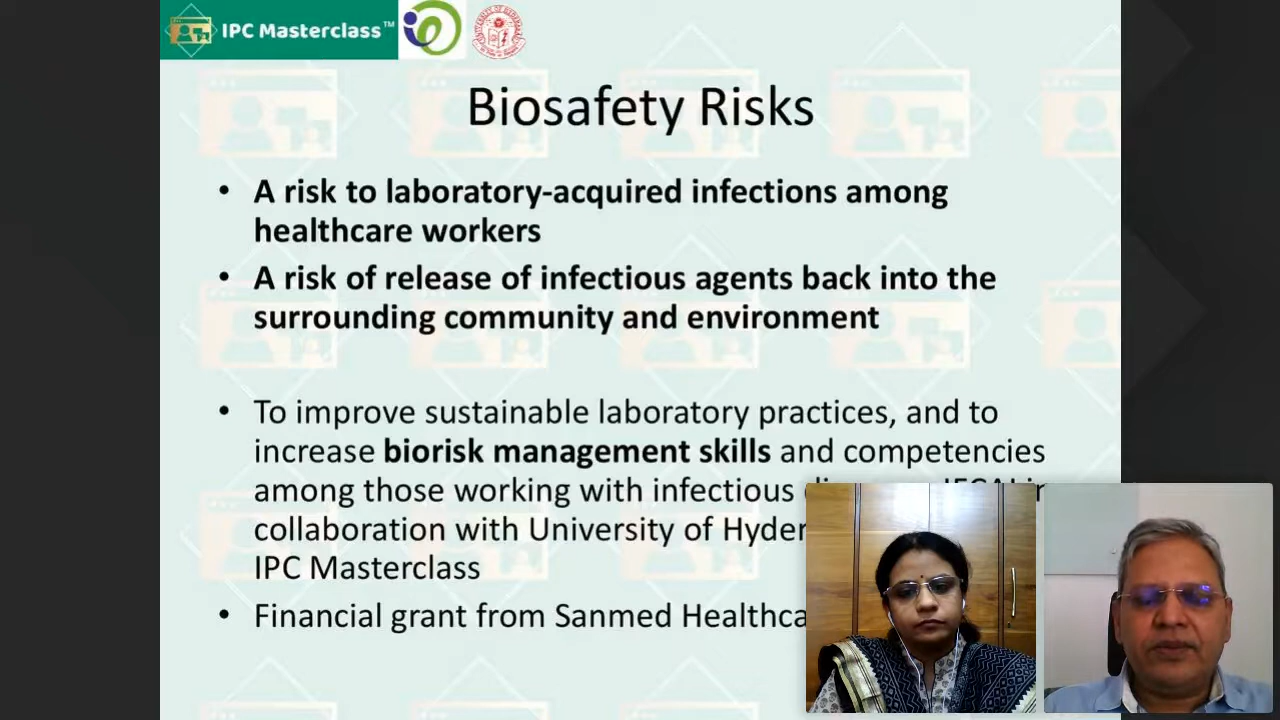 IPC Masterclass™
Biosafety Risks
• A risk to laboratory-acquired infections among
healthcare workers
• A risk of release of infectious agents back into the
surrounding community and environment
• To improve sustainable laboratory practices, and to
increase biorisk management skills and competencies
among those working with infectious
collaboration with University of Hyder
IPC Masterclass
• Financial grant from Sanmed Healthca